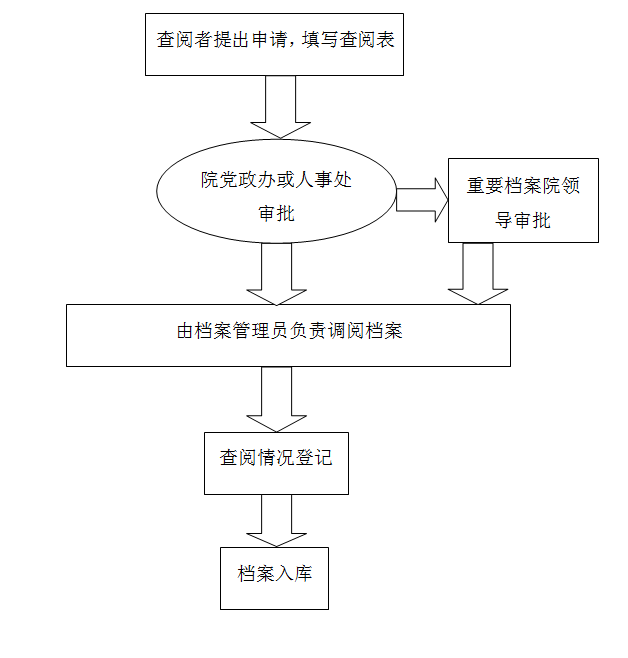 查阅者提出申请，填写查阅表
院党政办或人事处
审批
重要档案院领
导审批
由档案管理员负责调阅档案
查阅情况登记
档案入库